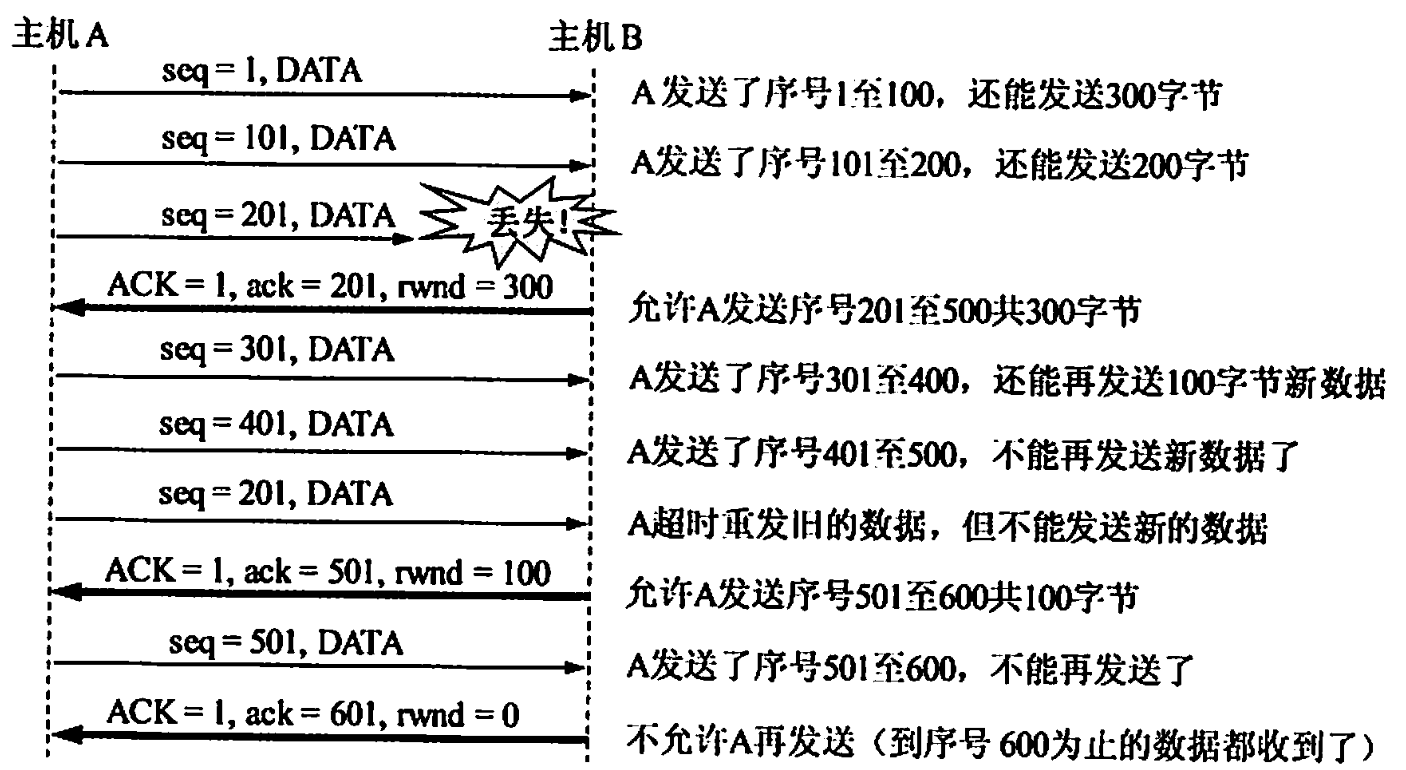 主机A 主机B
seq = 1, DATA
A发送了序号1至100，还能发送300字节
seq = 101, DATA
A发送了序号101至200，还能发送200字节
seq = 201, DATA
丢失!
ACK = 1, ack = 201, rwnd = 300
允许A发送序号201至500共300字节
seq = 301, DATA
A发送了序号301至400，还能再发送100字节新数据
seq = 401, DATA
A发送了序号401至500，不能再发送新数据了
seq = 201, DATA
A超时重发旧的数据，但不能发送新的数据
ACK = 1, ack = 501, rwnd = 100
允许A发送序号501至600共100字节
seq = 501, DATA
A发送了序号501至600，不能再发送了
ACK = 1, ack = 601, rwnd = 0
不允许A再发送（到序号600为止的数据都收到了）